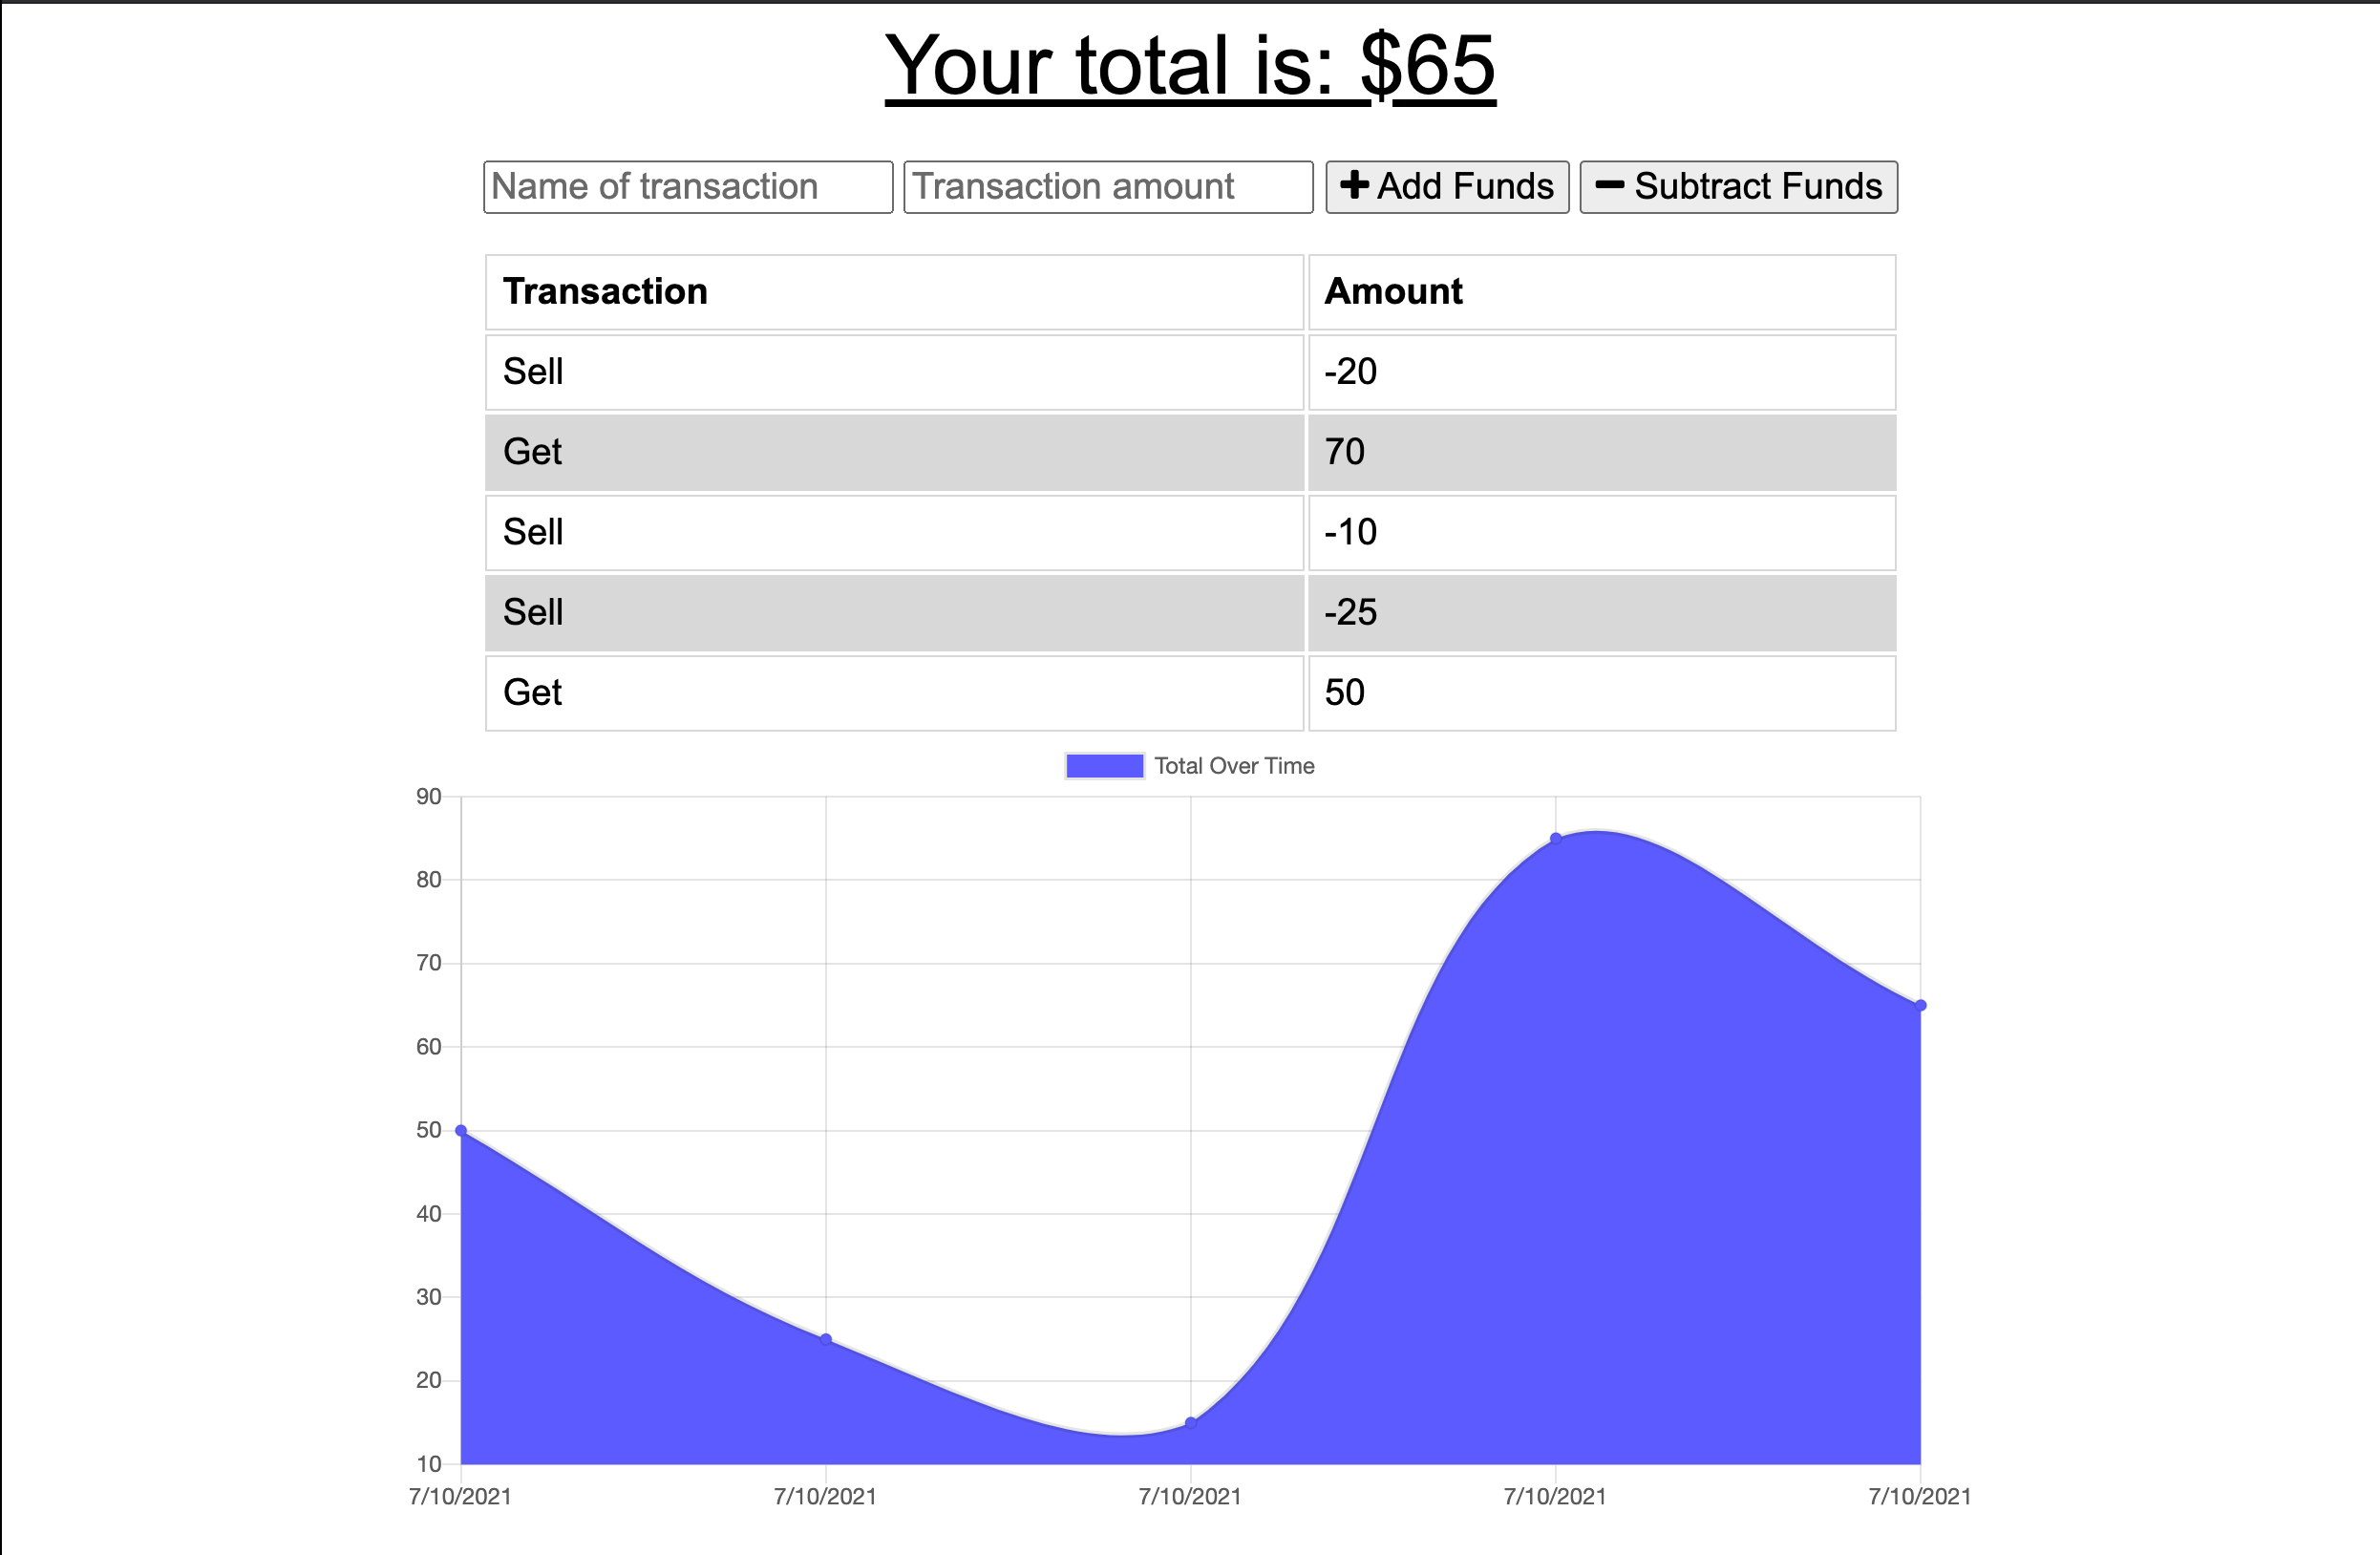 Your total is: $65
Name of transaction Transaction amount Add Funds Subtract Funds
Transaction Amount
Sell -20
Get 70
Sell -10
Sell -25
Get 50
Total Over Time
90
80
70
60
50
40
30
20
10
7/10/2021 7/10/2021 7/10/2021 7/10/2021 7/10/2021